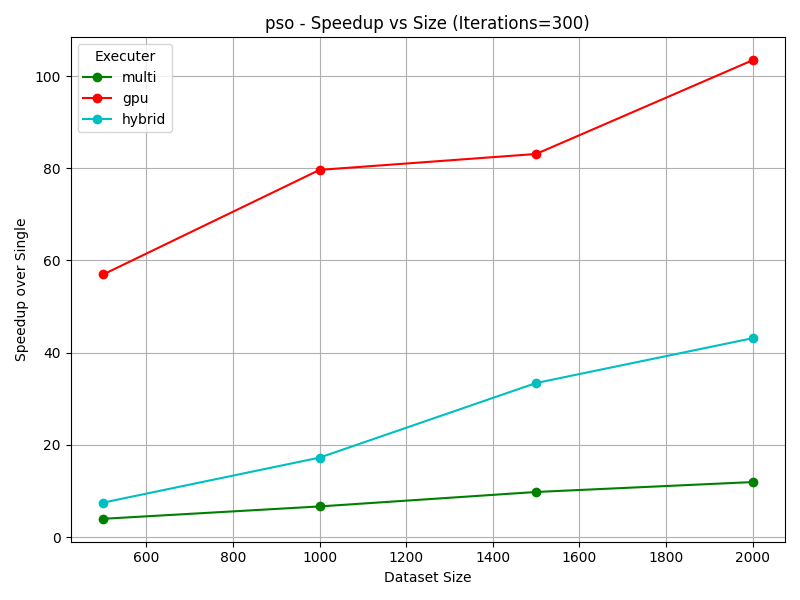 pso - Speedup vs Size (Iterations=300)
Executer
multi
gpu
hybrid
Speedup over Single
100
80
60
40
20
0
600 800 1000 1200 1400 1600 1800 2000
Dataset Size